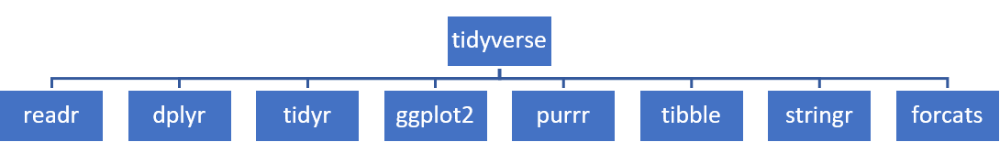 tidyverse
readr
dplyr
tidyr
ggplot2
purrr
tibble
stringr
forcats